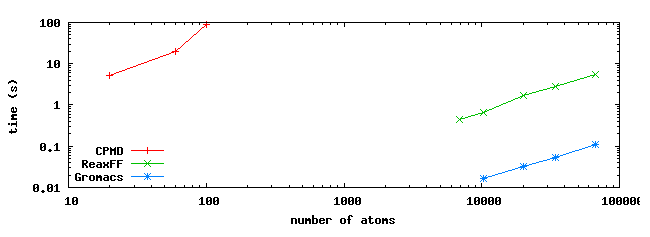 100
10
1
0.1
0.01
time (s)
CPMD
ReaxFF
Gromacs
10 100 1000 10000 100000
number of atoms